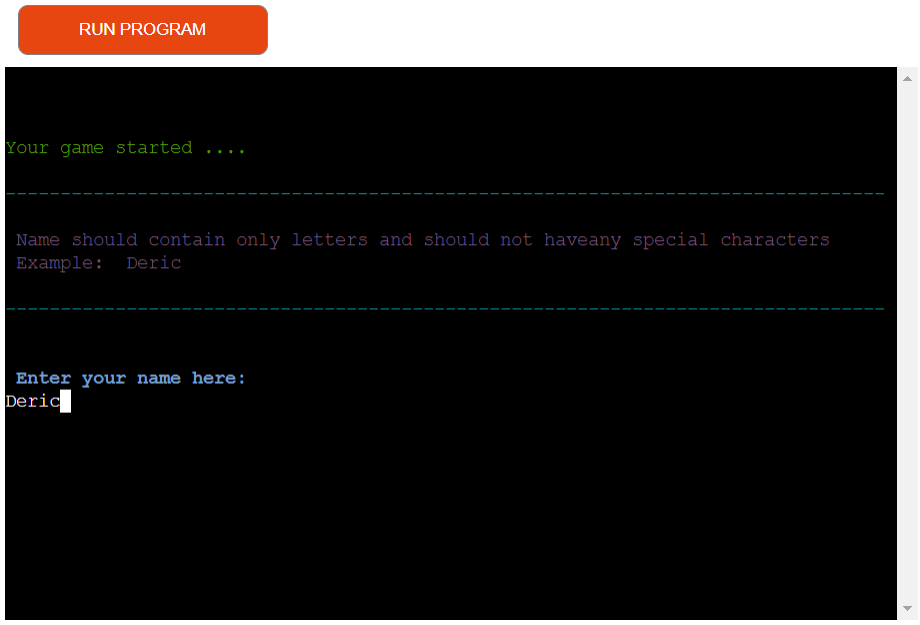 RUN PROGRAM
Your game started ....
--------------------------------------------------------------------------------
Name should contain only letters and should not haveany special characters
Example:  Deric
--------------------------------------------------------------------------------
Enter your name here:
Deric